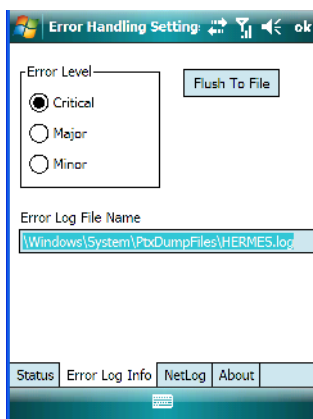 Error Handling Setting: ok
Error Level
Flush To File
Critical
Major
Minor
Error Log File Name
\Windows\System\PtxDumpFiles\HERMES.log
Status Error Log Info NetLog About